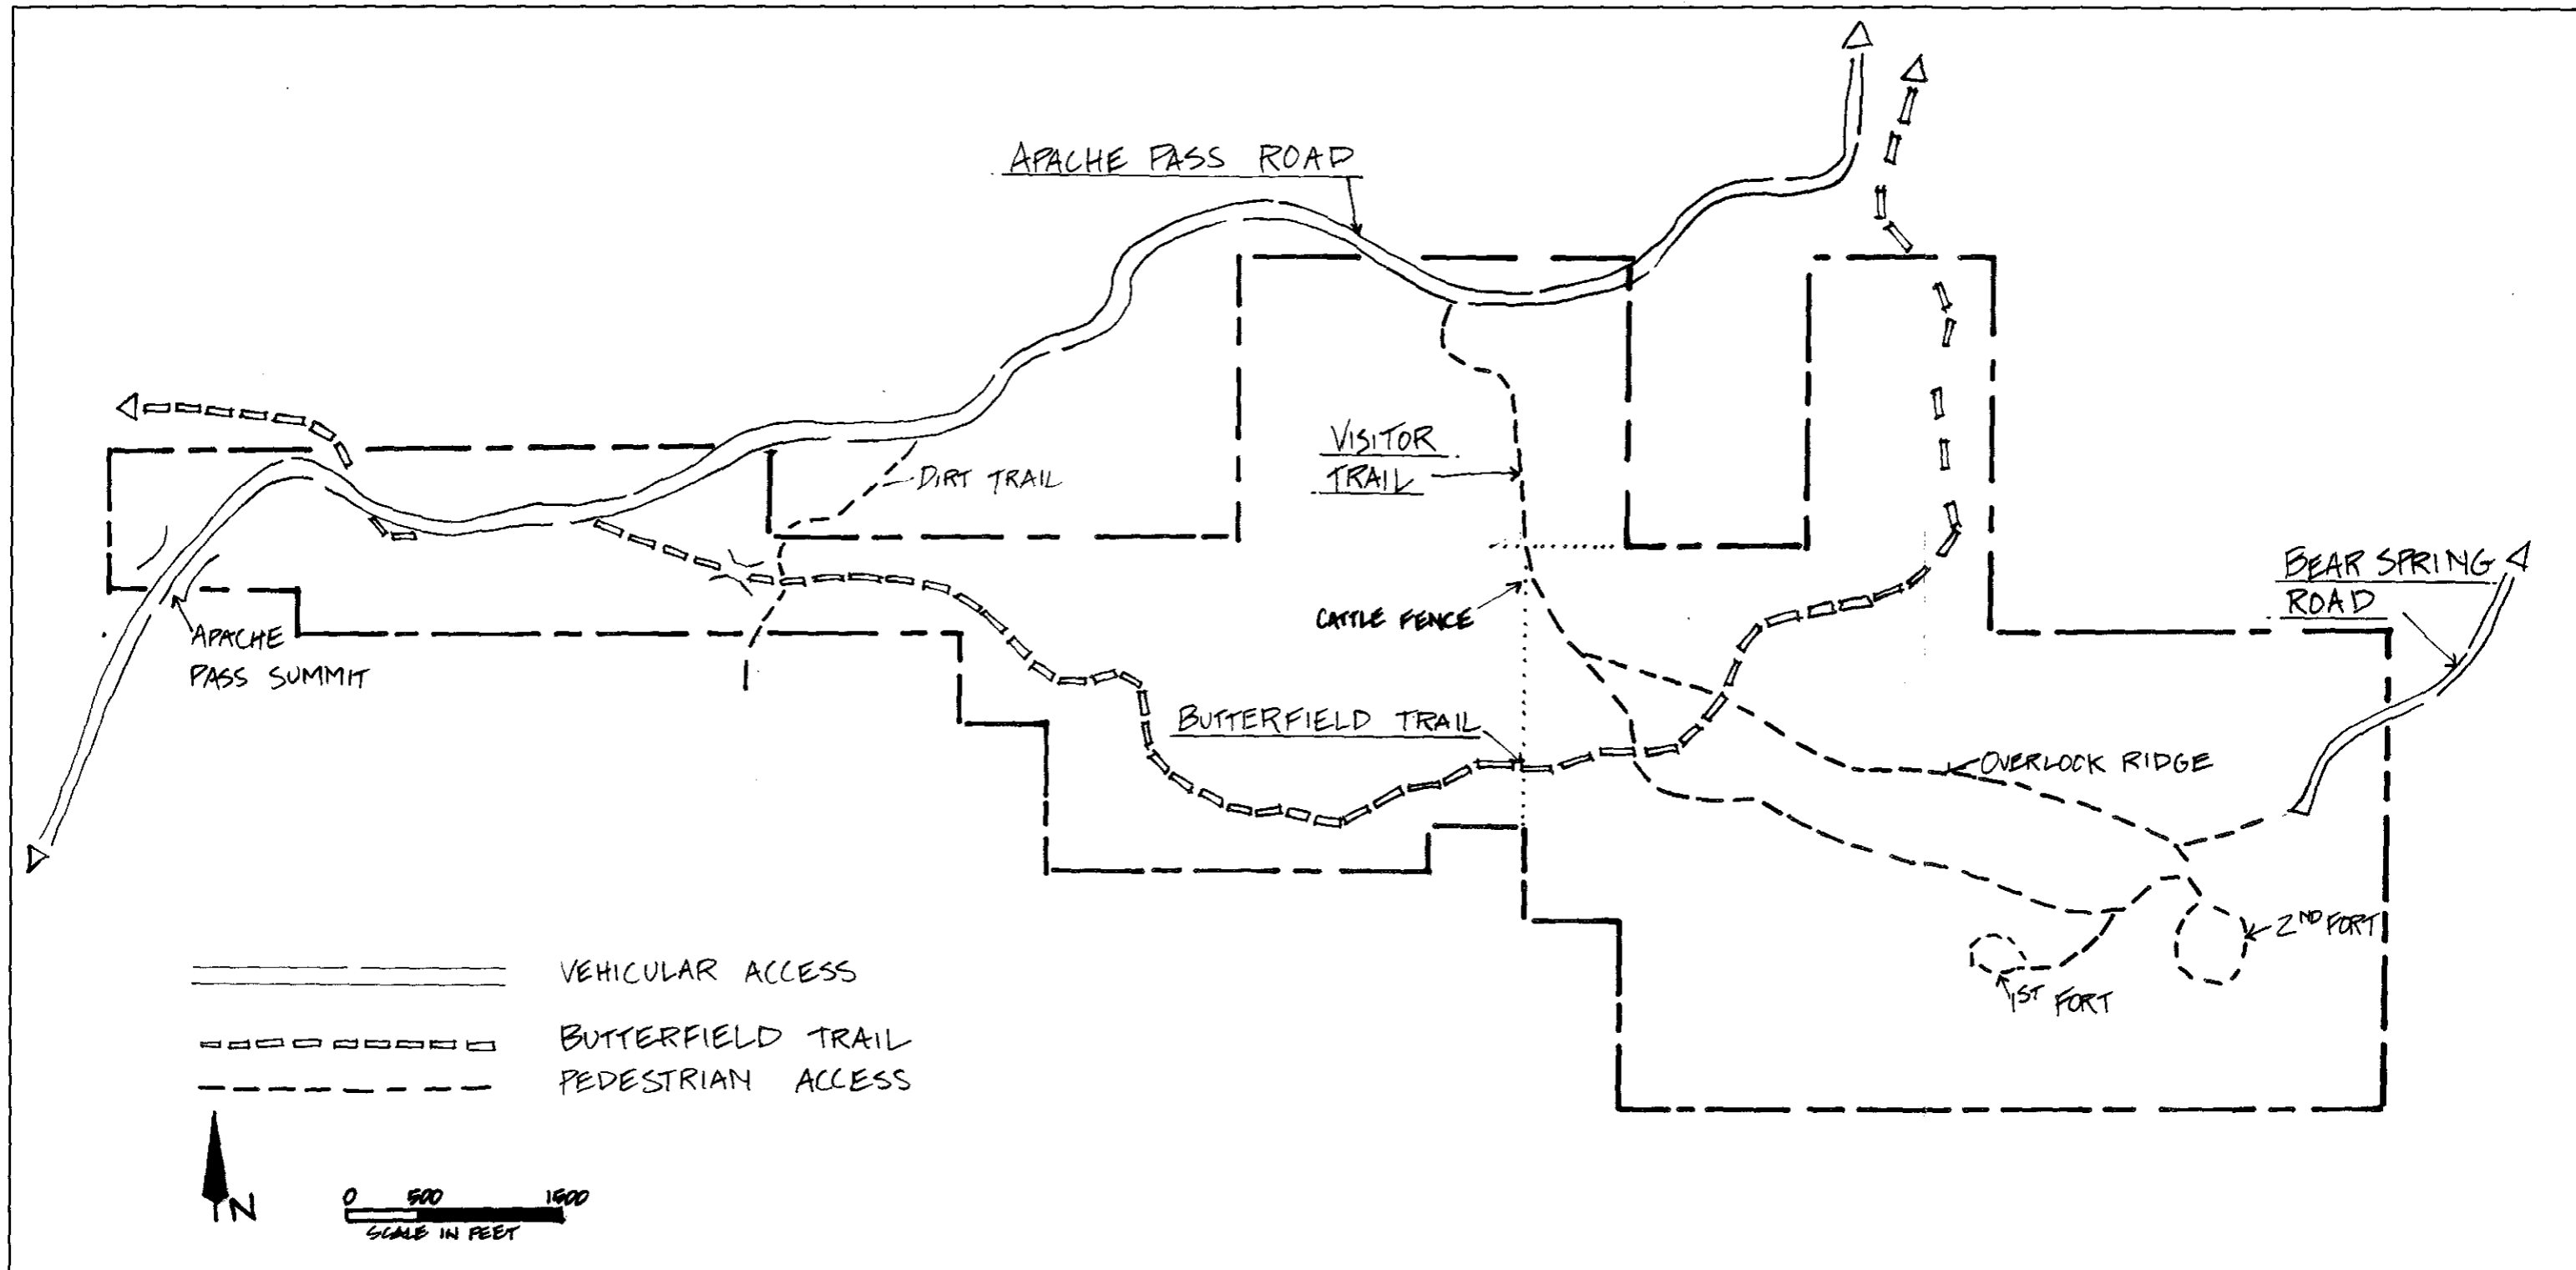 APACHE PASS ROAD
VISITOR
TRAIL
DIRT TRAIL
BEAR SPRING
ROAD
CATTLE FENCE
APACHE
PASS SUMMIT
BUTTERFIELD TRAIL
OVERLOCK RIDGE
2ND FORT
1ST FORT
VEHICULAR ACCESS
BUTTERFIELD TRAIL
PEDESTRIAN ACCESS
N
0 500 1500
SCALE IN FEET